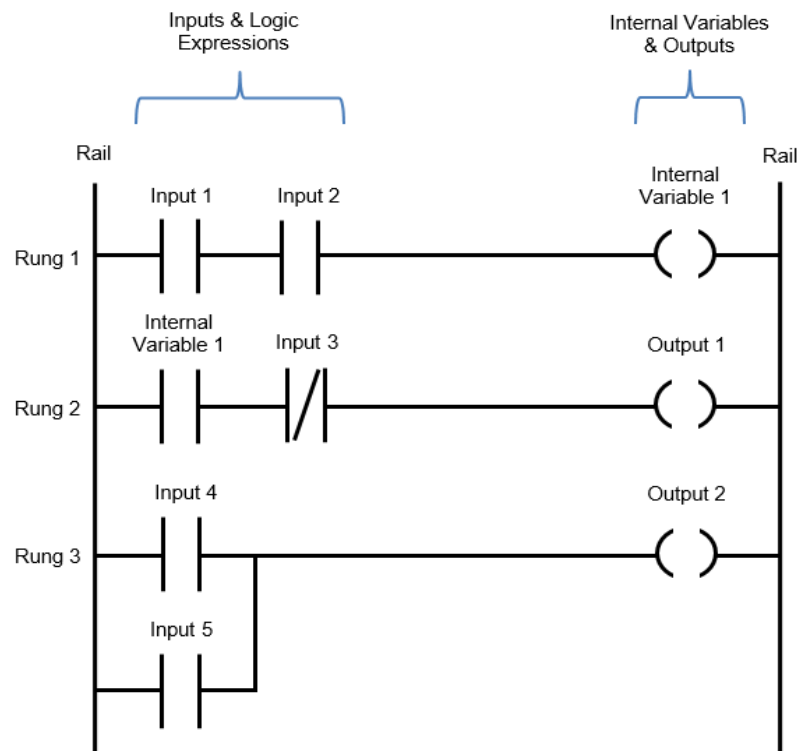 Inputs & Logic
Expressions
Internal Variables
& Outputs
Rail
Rail
Input 1
Input 2
Internal
Variable 1
Rung 1
Internal
Variable 1
Input 3
Output 1
Rung 2
Input 4
Output 2
Rung 3
Input 5